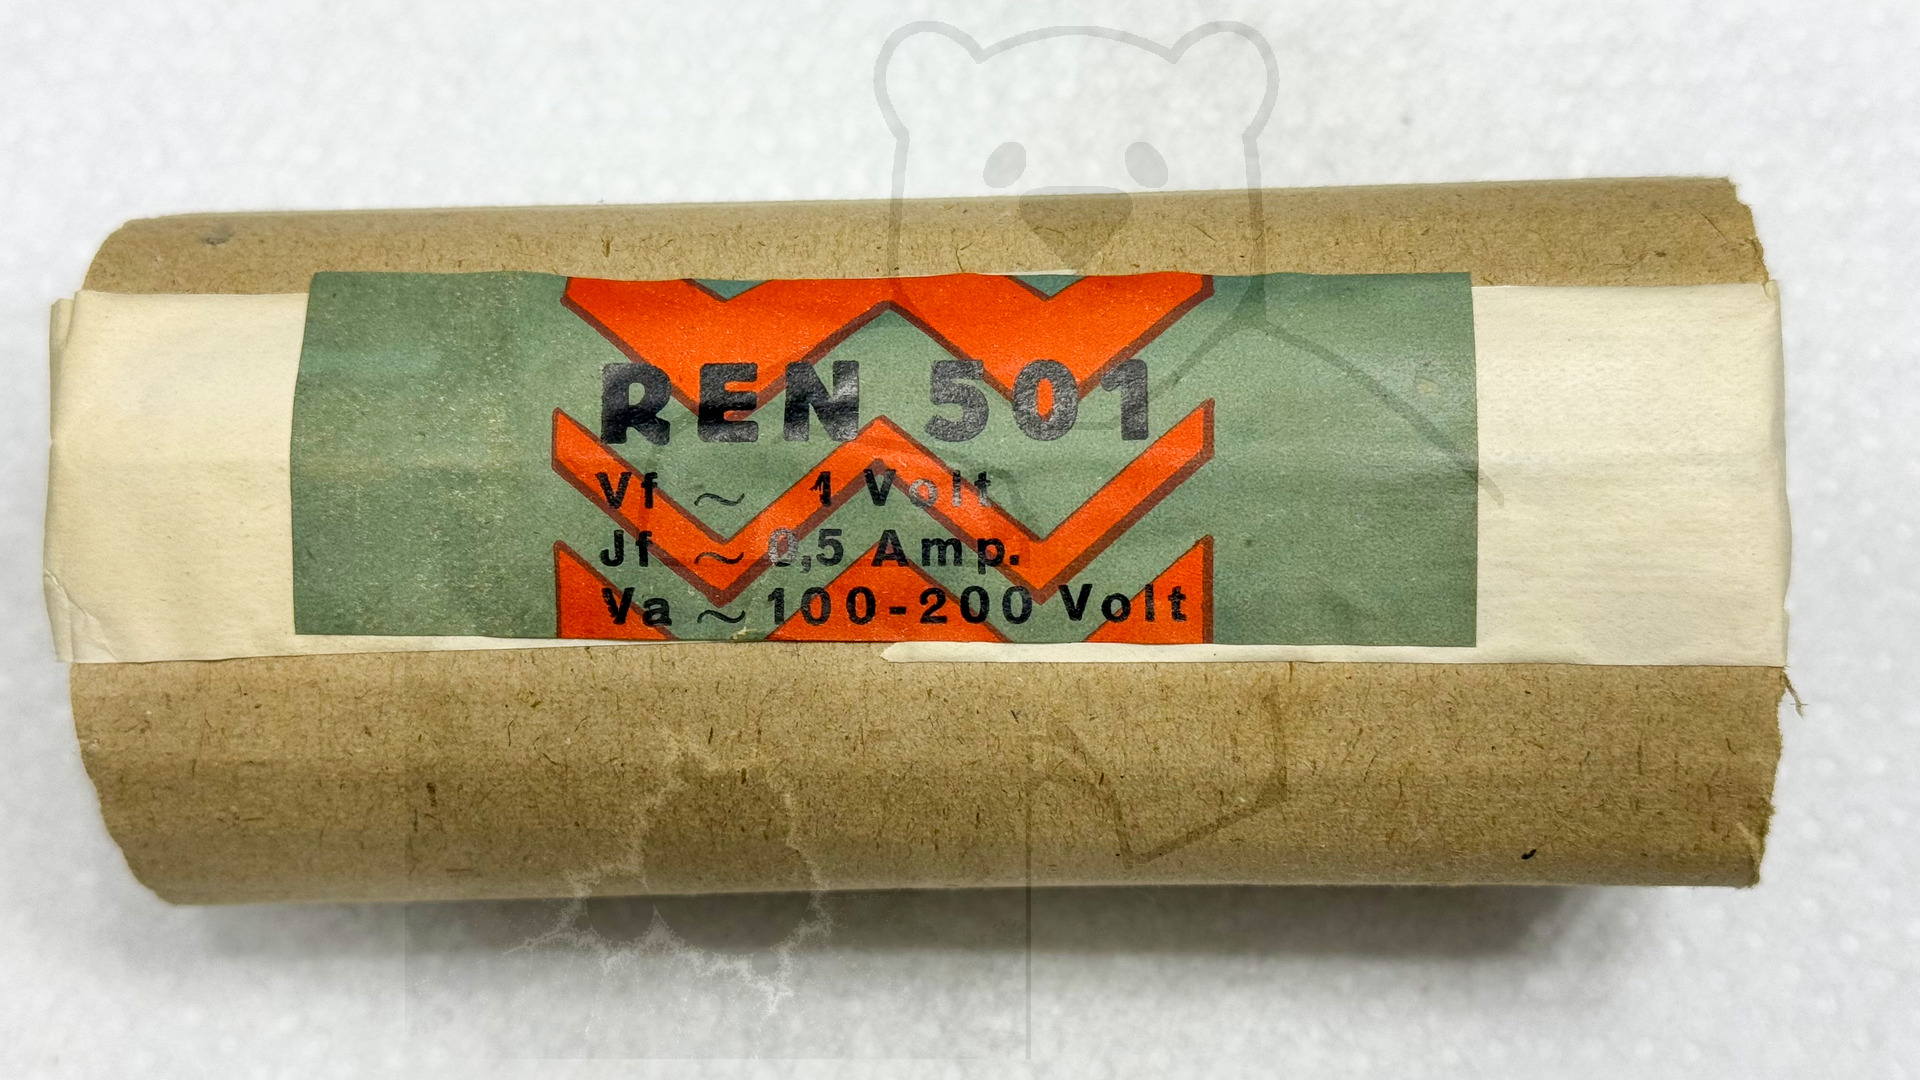 REN 501
Vf ~ 1 Volt
Jf ~ 0,5 Amp.
Va ~ 100-200 Volt